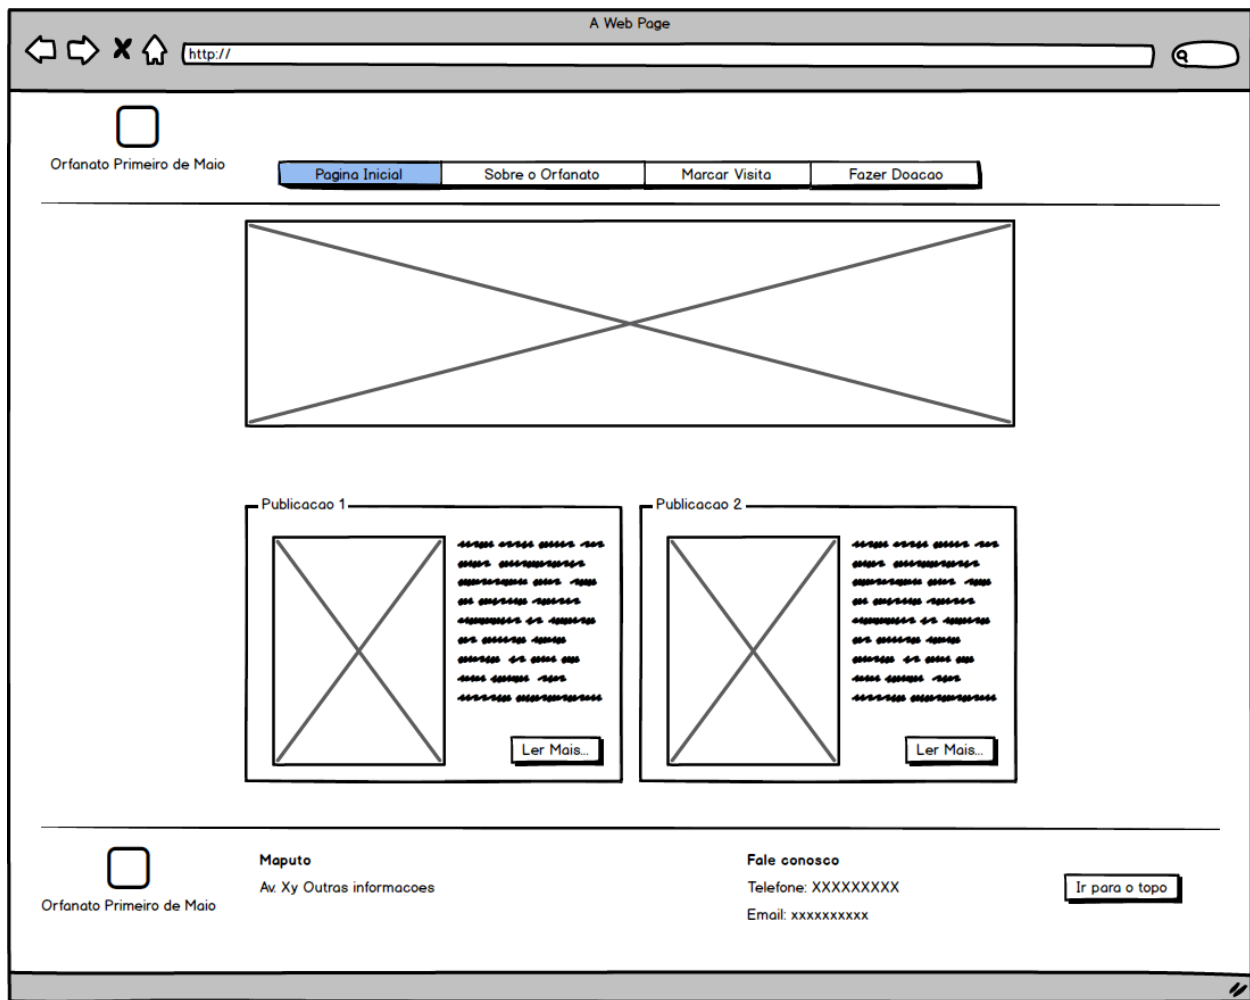 A Web Page
http://
Orfanato Primeiro de Maio
Pagina Inicial
Sobre o Orfanato
Marcar Visita
Fazer Doacao
Publicacao 1
Ler Mais...
Publicacao 2
Ler Mais...
Orfanato Primeiro de Maio
Maputo
Av. Xy Outras informacoes
Fale conosco
Telefone: XXXXXXXXX
Email: xxxxxxxxxx
Ir para o topo